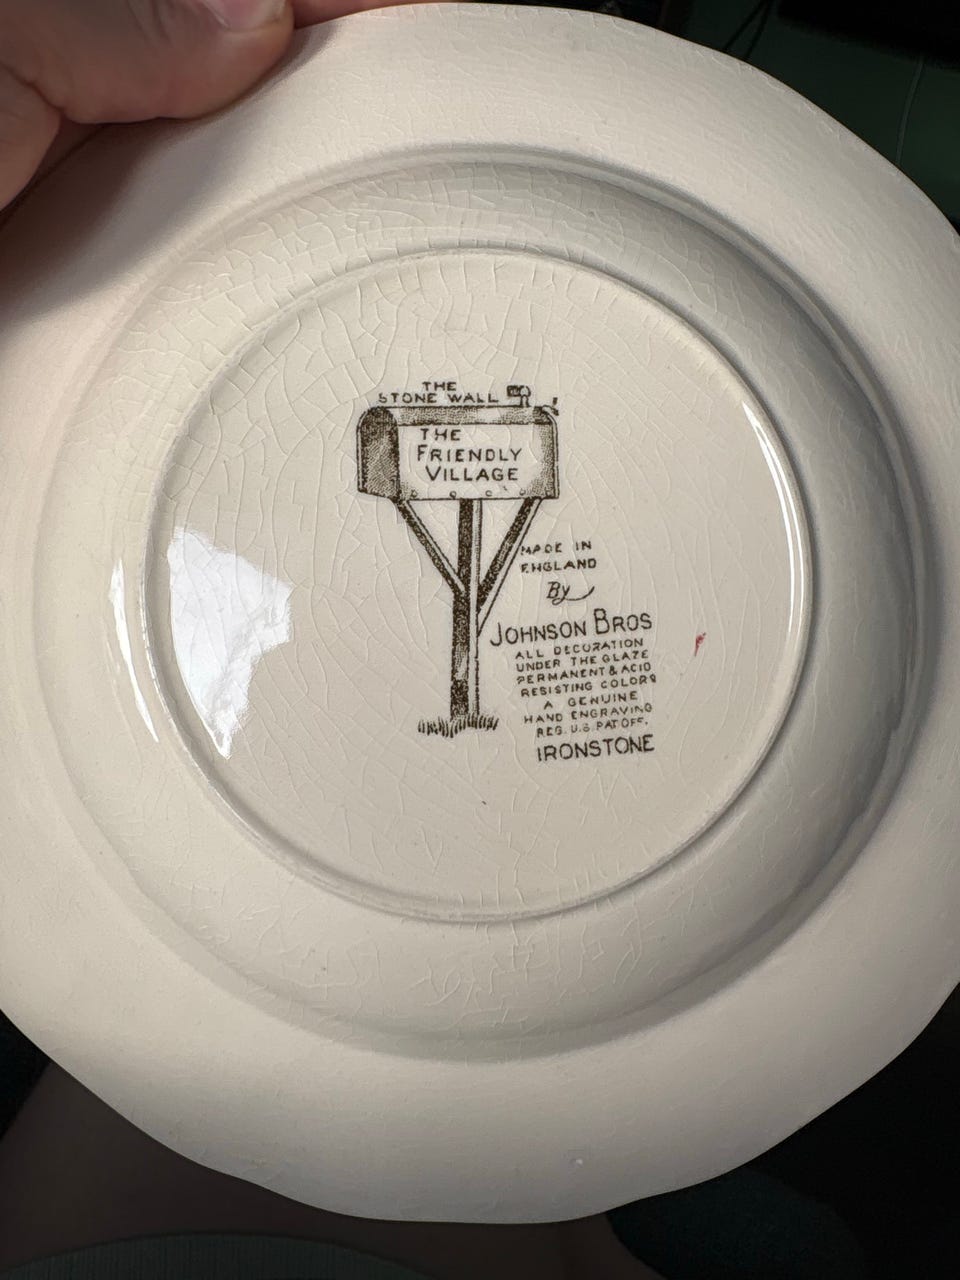 THE
STONE WALL
THE
FRIENDLY
VILLAGE
MADE IN
ENGLAND
By
JOHNSON BROS
ALL DECORATION
UNDER THE GLAZE
PERMANENT & ACID
RESISTING COLORS
A GENUINE
HAND ENGRAVING
REG. U.S PAT OFF.
IRONSTONE